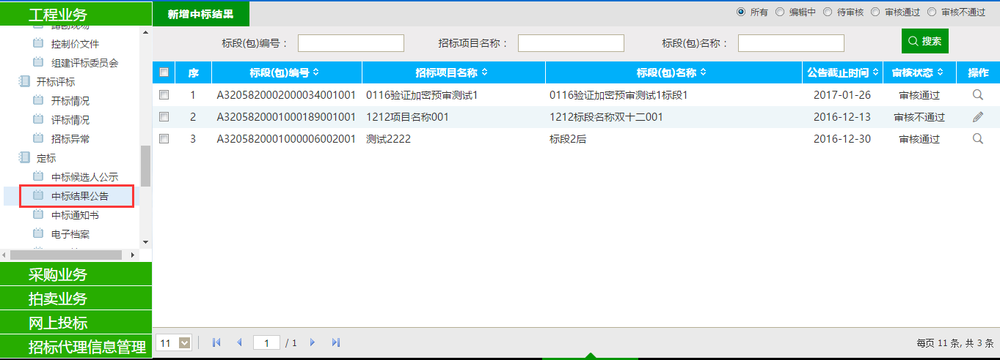 工程业务
踏勘现场
控制价文件
组建评标委员会
开标评标
开标情况
评标情况
招标异常
定标
中标候选人公示
中标结果公告
中标通知书
电子档案
采购业务
拍卖业务
网上投标
招标代理信息管理
新增中标结果
所有 编辑中 待审核 审核通过 审核不通过
标段(包)编号： 招标项目名称： 标段(包)名称： 搜索
序 标段(包)编号 招标项目名称 标段(包)名称 公告截止时间 审核状态 操作
1 A3205820002000034001001 0116验证加密预审测试1 0116验证加密预审测试1标段1 2017-01-26 审核通过
2 A3205820001000189001001 1212项目名称001 1212标段名称双十二001 2016-12-13 审核不通过
3 A3205820001000006002001 测试2222 标段2后 2016-12-30 审核通过
11 1 / 1 每页 11 条, 共 3 条